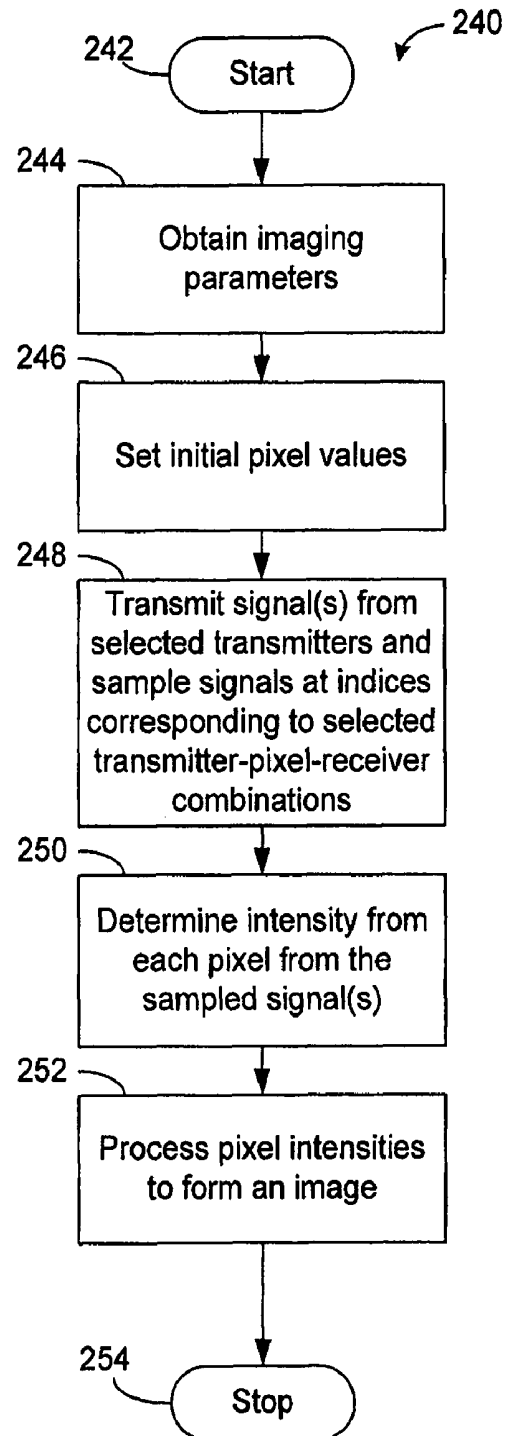 240
242
Start
244
Obtain imaging
parameters
246
Set initial pixel values
248
Transmit signal(s) from
selected transmitters and
sample signals at indices
corresponding to selected
transmitter-pixel-receiver
combinations
250
Determine intensity from
each pixel from the
sampled signal(s)
252
Process pixel intensities
to form an image
254
Stop